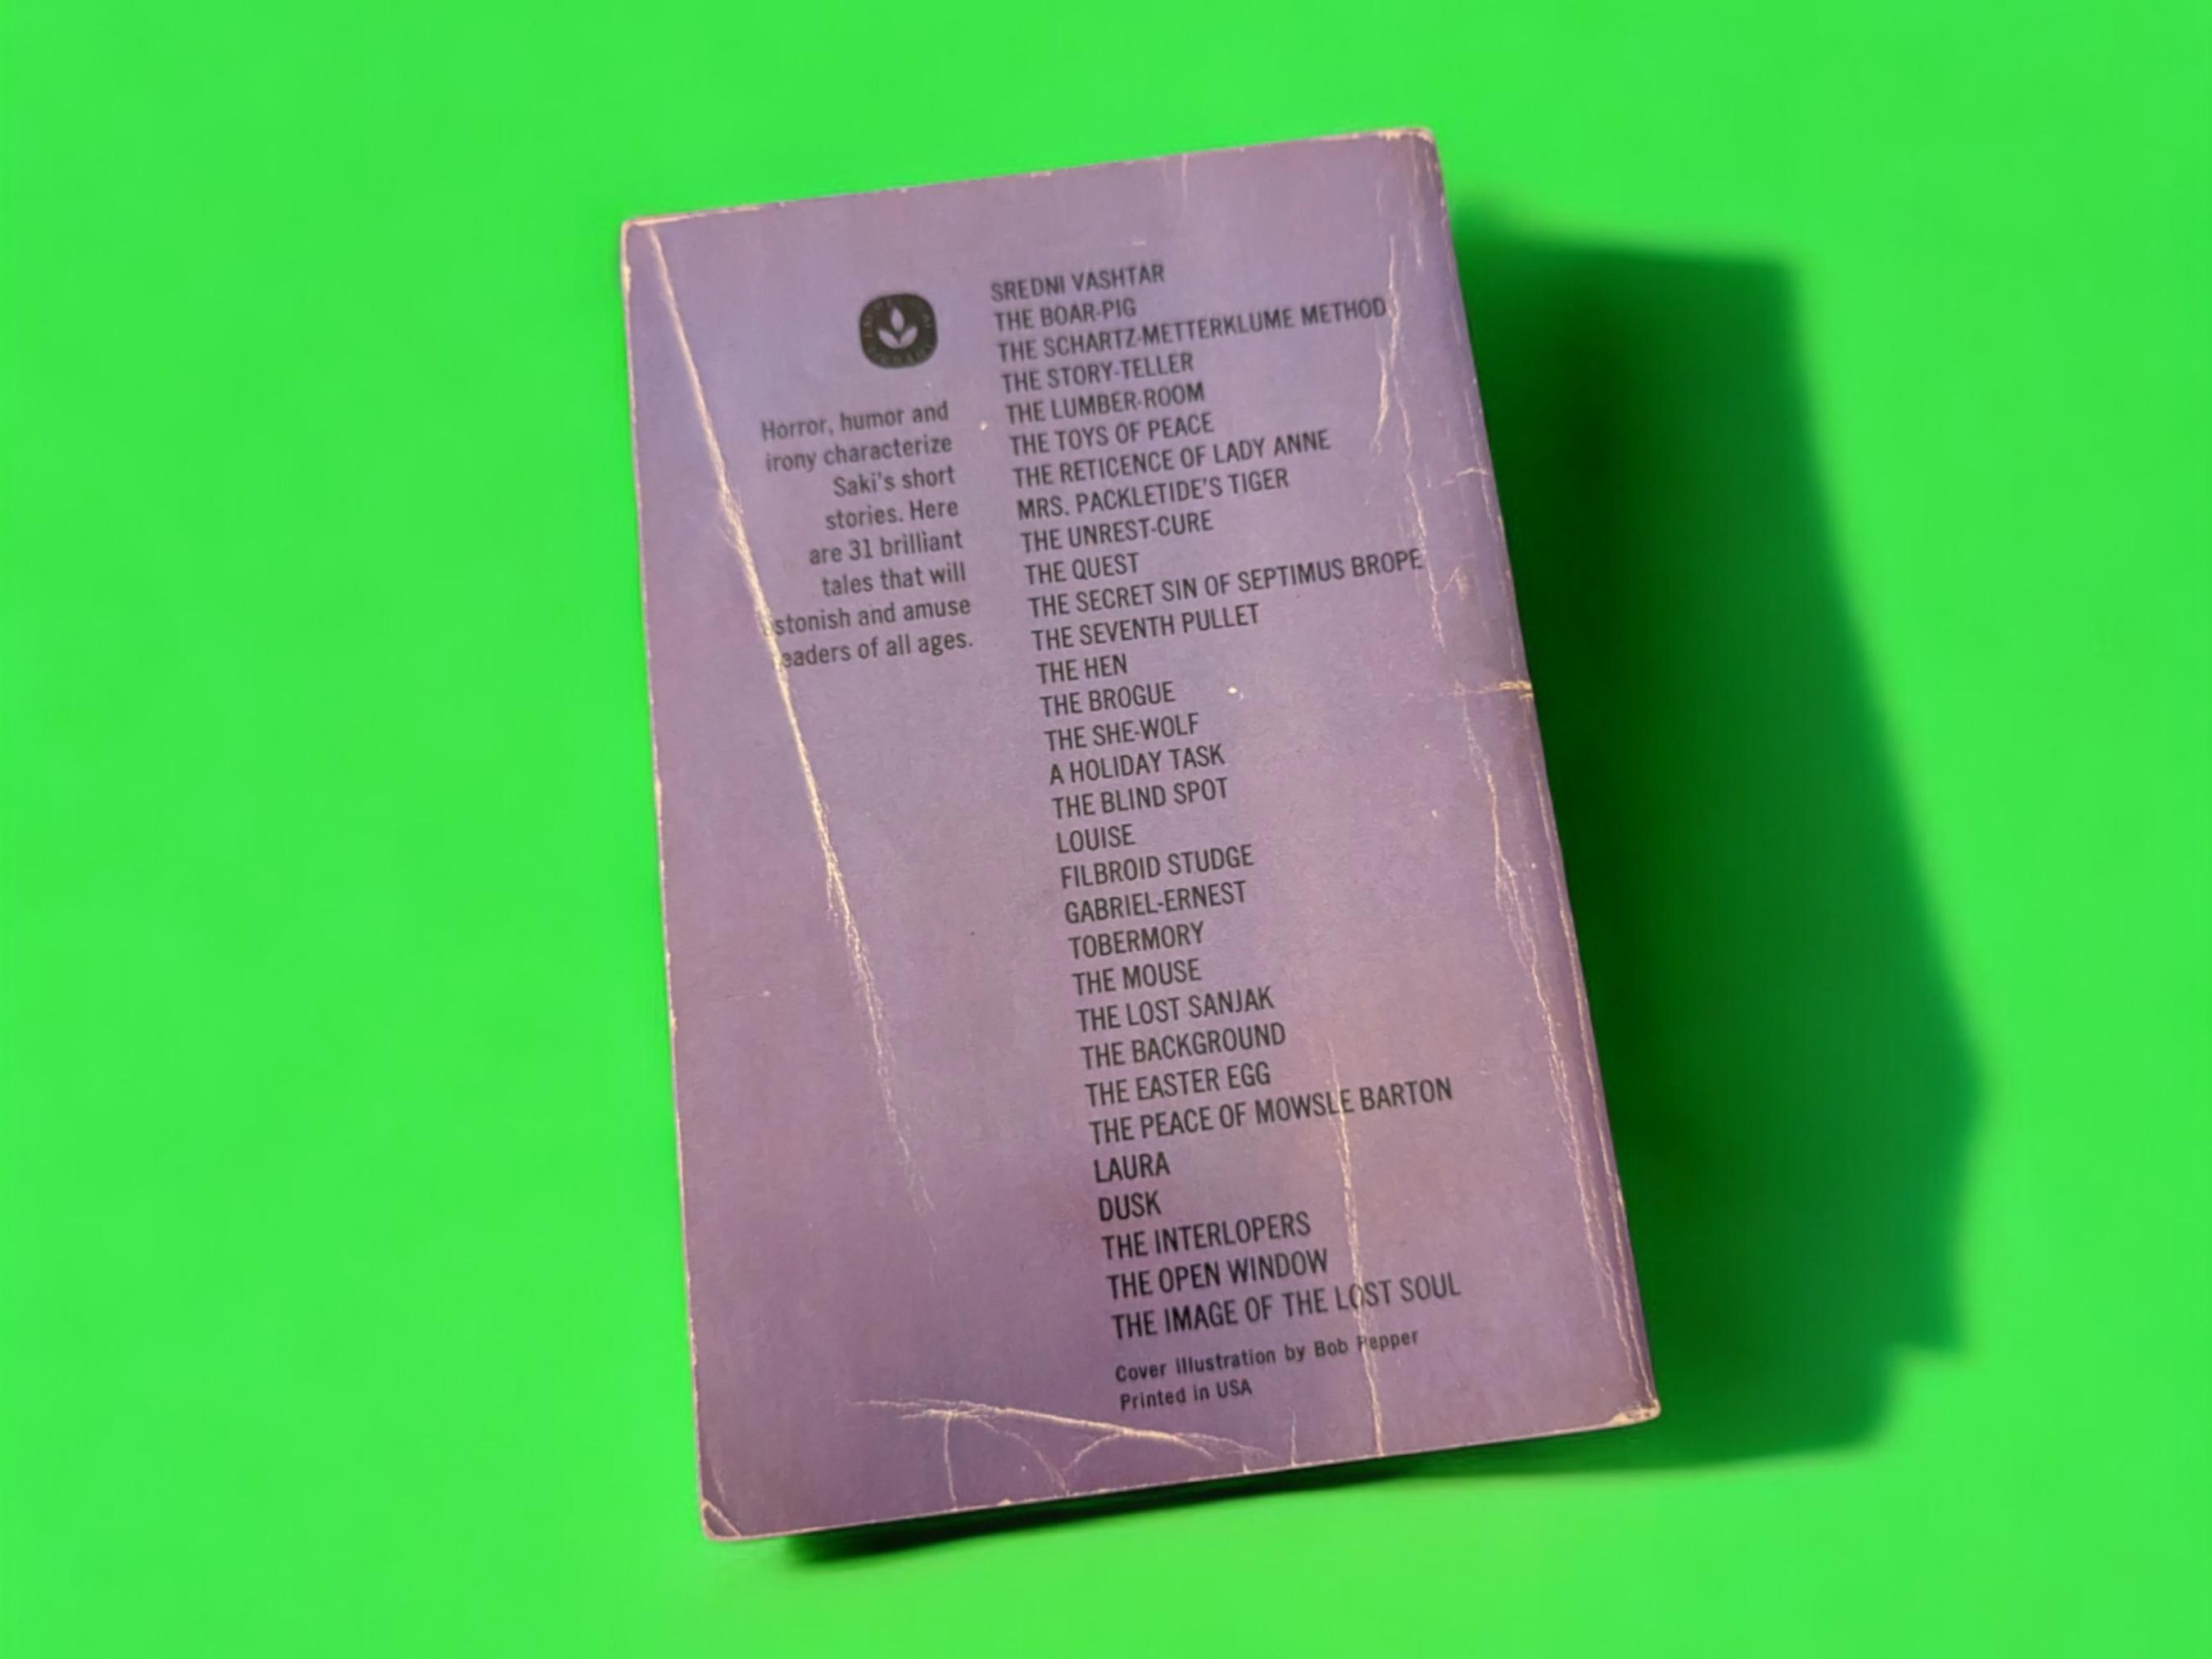 Horror, humor and
irony characterize
Saki's short
stories. Here
are 31 brilliant
tales that will
stonish and amuse
eaders of all ages.
SREDNI VASHTAR
THE BOAR-PIG
THE SCHARTZ-METTERKLUME METHOD
THE STORY-TELLER
THE LUMBER-ROOM
THE TOYS OF PEACE
THE RETICENCE OF LADY ANNE
MRS. PACKLETIDE'S TIGER
THE UNREST-CURE
THE QUEST
THE SECRET SIN OF SEPTIMUS BROPE
THE SEVENTH PULLET
THE HEN
THE BROGUE
THE SHE-WOLF
A HOLIDAY TASK
THE BLIND SPOT
LOUISE
FILBROID STUDGE
GABRIEL-ERNEST
TOBERMORY
THE MOUSE
THE LOST SANJAK
THE BACKGROUND
THE EASTER EGG
THE PEACE OF MOWSLE BARTON
LAURA
DUSK
THE INTERLOPERS
THE OPEN WINDOW
THE IMAGE OF THE LOST SOUL
Cover Illustration by Bob Pepper
Printed in USA